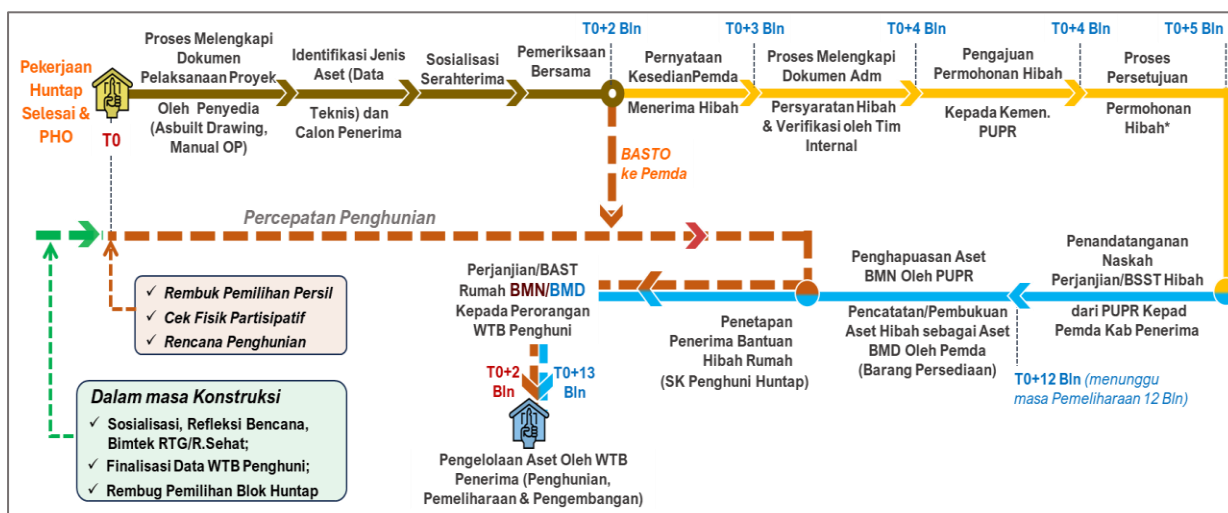 Pekerjaan
Huntap
Selesai &
PHO
T0
Proses Melengkapi
Dokumen
Pelaksanaan Proyek
Oleh Penyedia
(Asbuilt Drawing,
Manual OP)
Identifikasi Jenis
Aset (Data
Teknis) dan
Calon Penerima
Sosialisasi
Serahterima
Pemeriksaan
Bersama
T0+2 Bln
Pernyataan
KesedianPemda
Menerima Hibah
T0+3 Bln
Proses Melengkapi
Dokumen Adm
Persyaratan Hibah
& Verifikasi oleh Tim
Internal
T0+4 Bln
Pengajuan
Permohonan Hibah
Kepada Kemen.
PUPR
T0+4 Bln
Proses
Persetujuan
Permohonan
Hibah*
T0+5 Bln
BASTO
ke Pemda
Percepatan Penghunian
✓ Rembuk Pemilihan Persil
✓ Cek Fisik Partisipatif
✓ Rencana Penghunian
Dalam masa Konstruksi
✓ Sosialisasi, Refleksi Bencana,
Bimtek RTG/R.Sehat;
✓ Finalisasi Data WTB Penghuni;
✓ Rembug Pemilihan Blok Huntap
Perjanjian/BAST
Rumah BMN/BMD
Kepada Perorangan
WTB Penghuni
T0+2
Bln
T0+13
Bln
Pengelolaan Aset Oleh WTB
Penerima (Penghunian,
Pemeliharaan & Pengembangan)
Penetapan
Penerima Bantuan
Hibah Rumah
(SK Penghuni Huntap)
Penghapuasan Aset
BMN Oleh PUPR
Pencatatan/Pembukuan
Aset Hibah sebagai Aset
BMD Oleh Pemda
(Barang Persediaan)
Penandatanganan
Naskah
Perjanjian/BSST Hibah
dari PUPR Kepad
Pemda Kab Penerima
T0+12 Bln (menunggu
masa Pemeliharaan 12 Bln)